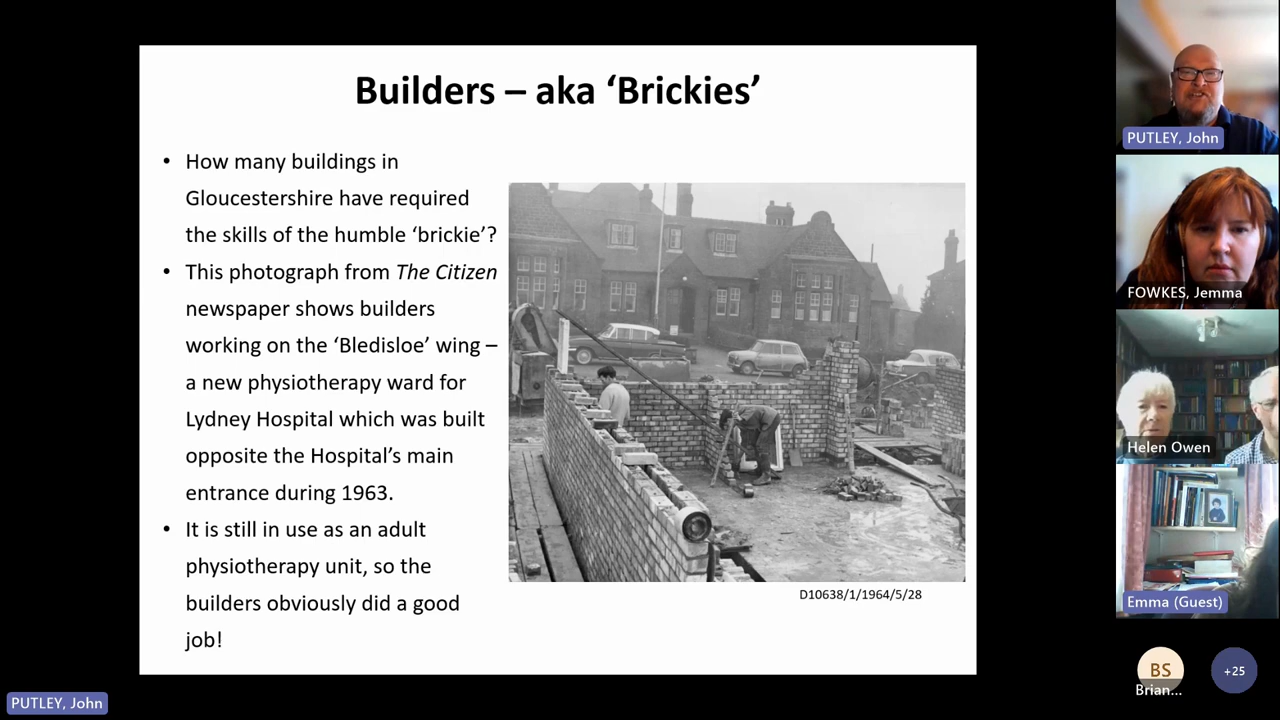 Builders – aka ‘Brickies’
• How many buildings in
Gloucestershire have required
the skills of the humble ‘brickie’?
• This photograph from The Citizen
newspaper shows builders
working on the ‘Bledisloe’ wing –
a new physiotherapy ward for
Lydney Hospital which was built
opposite the Hospital’s main
entrance during 1963.
• It is still in use as an adult
physiotherapy unit, so the
builders obviously did a good
job!
D10638/1/1964/5/28
PUTLEY, John
FOWKES, Jemma
Helen Owen
Emma (Guest)
BS
Brian...
+25
PUTLEY, John